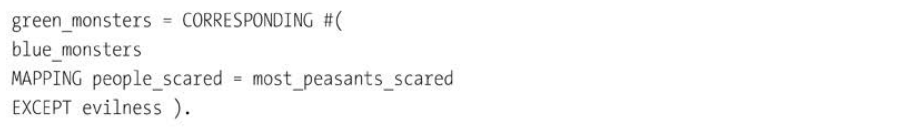 green_monsters = CORRESPONDING #(
blue_monsters
MAPPING people_scared = most_peasants_scared
EXCEPT evilness ).